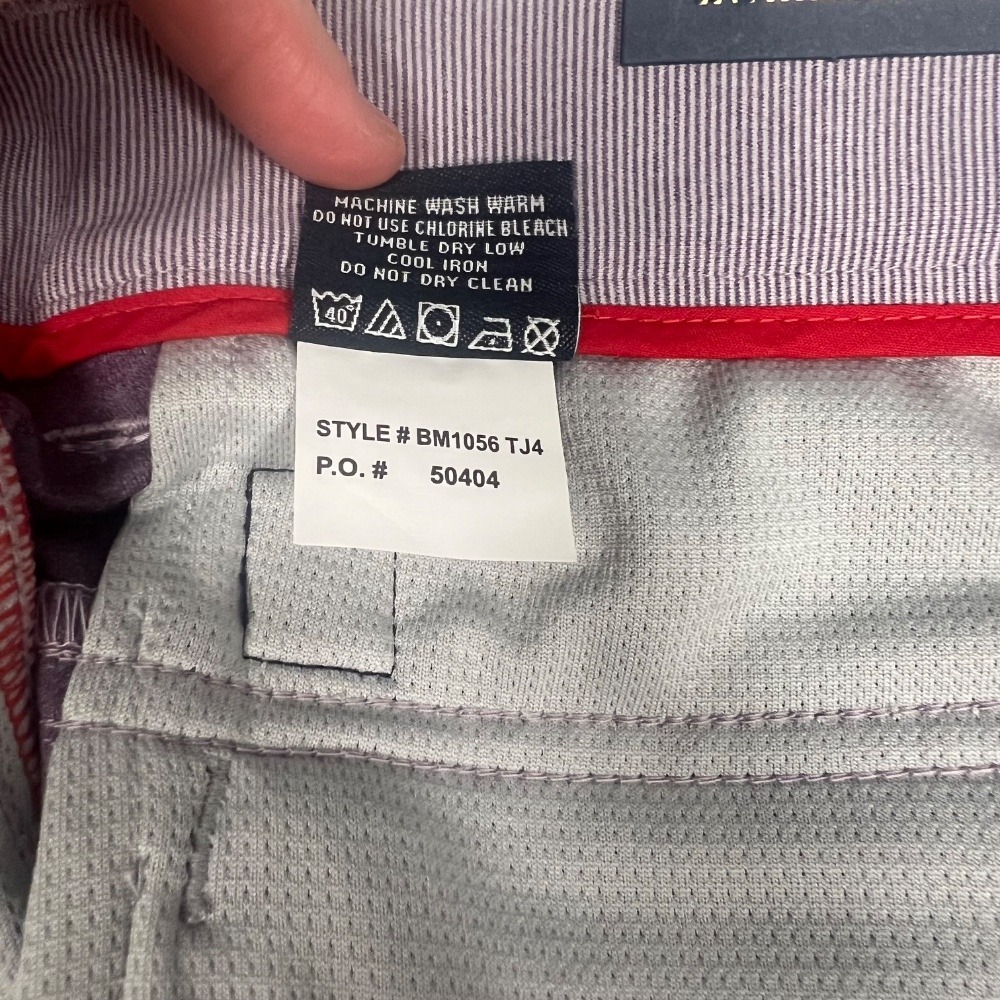 MACHINE WASH WARM
DO NOT USE CHLORINE BLEACH
TUMBLE DRY LOW
COOL IRON
DO NOT DRY CLEAN
40°
STYLE # BM1056 TJ4
P.O. # 50404